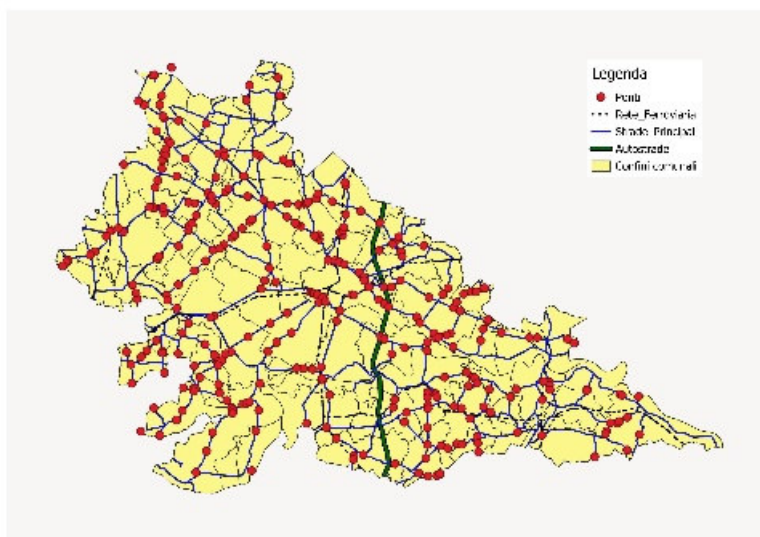 Legenda
Ponti
Rete_Ferroviaria
Strade_Principali
Autostrade
Confini comunali